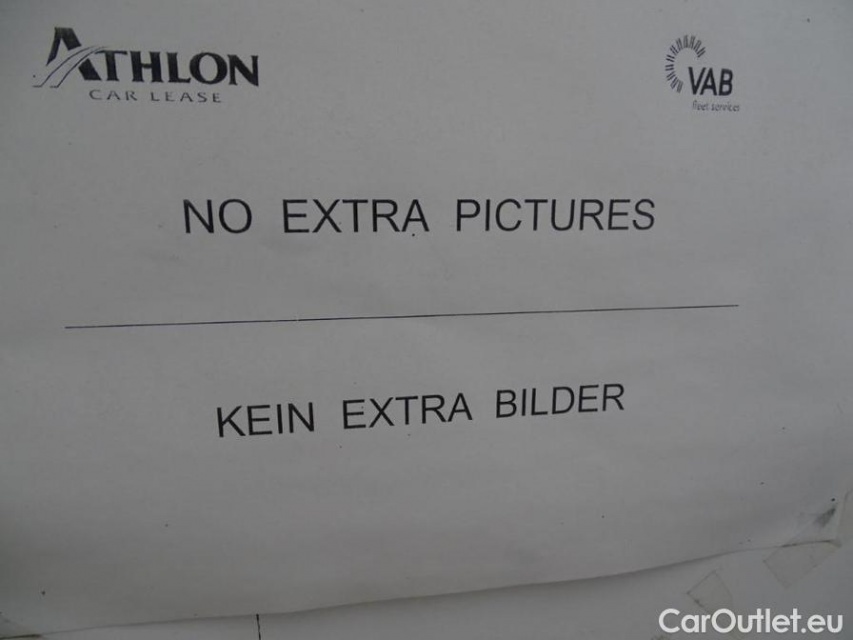 ATHLON
CAR LEASE
VAB
fleet services
NO EXTRA PICTURES
KEIN EXTRA BILDER
CarOutlet.eu